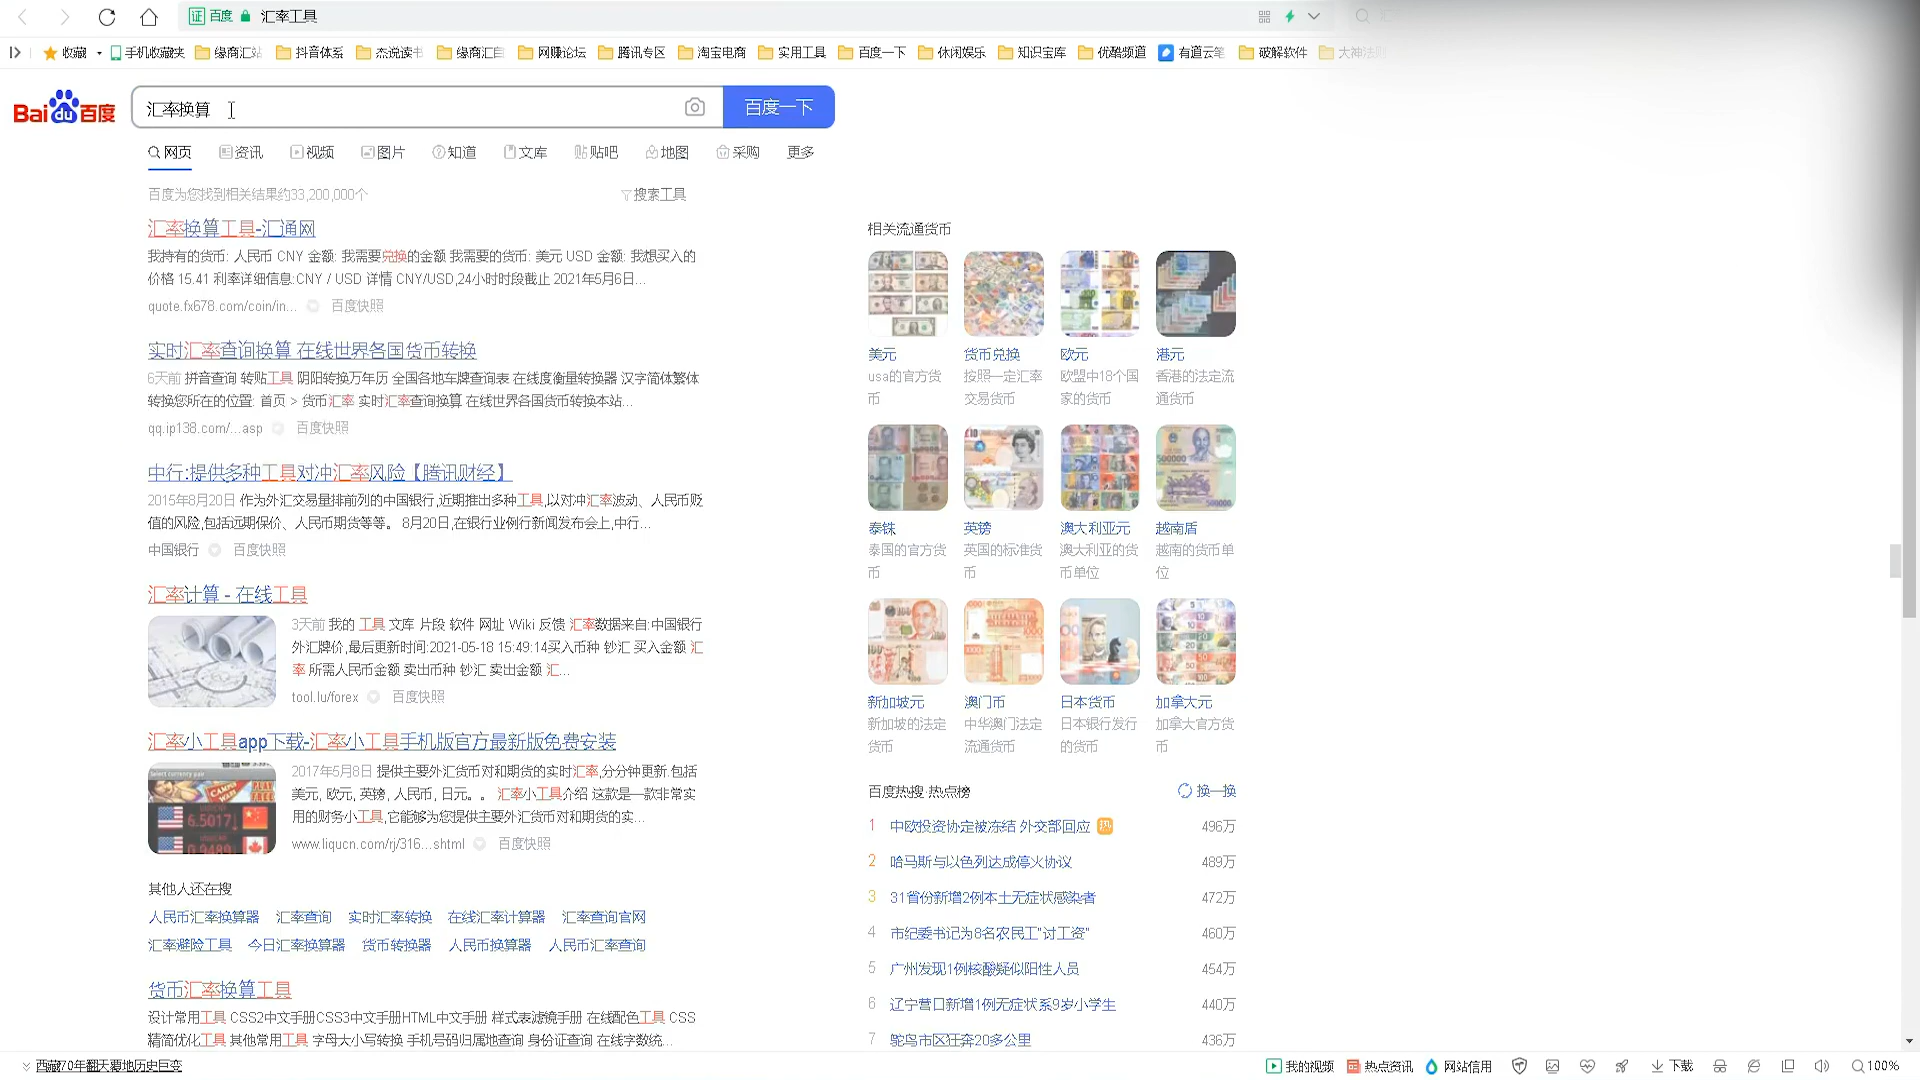 证 百度 汇率工具
收藏 手机收藏夹 缘商汇站 抖音体系 杰说读书 缘商汇自 网赚论坛 腾讯专区 淘宝电商 实用工具 百度一下 休闲娱乐 知识宝库 优酷频道 有道云笔 破解软件
Bai du 百度 汇率换算 百度一下
网页 资讯 视频 图片 知道 文库 贴吧 地图 采购 更多
百度为您找到相关结果约33,200,000个 搜索工具
汇率换算工具-汇通网
我持有的货币: 人民币 CNY 金额: 我需要兑换的金额 我需要的货币: 美元 USD 金额: 我想买入的
价格 15.41 利率详细信息:CNY / USD 详情 CNY/USD,24小时时段截止 2021年5月6日...
quote.fx678.com/coin/in... 百度快照
实时汇率查询换算 在线世界各国货币转换
6天前 拼音查询 转贴工具 阴阳转换万年历 全国各地车牌查询表 在线度衡量转换器 汉字简体繁体
转换您所在的位置: 首页 > 货币汇率 实时汇率查询换算 在线世界各国货币转换本站...
qq.ip138.com/...asp 百度快照
中行:提供多种工具对冲汇率风险【腾讯财经】
2015年8月20日 作为外汇交易量排前列的中国银行,近期推出多种工具,以对冲汇率波动、人民币贬
值的风险,包括远期保价、人民币期货等等。 8月20日,在银行业例行新闻发布会上,中行...
中国银行 百度快照
汇率计算 - 在线工具
3天前 我的 工具 文库 片段 软件 网址 Wiki 反馈 汇率数据来自:中国银行
外汇牌价,最后更新时间:2021-05-18 15:49:14买入币种 钞汇 买入金额 汇
率 所需人民币金额 卖出币种 钞汇 卖出金额 汇...
tool.lu/forex 百度快照
汇率小工具app下载-汇率小工具手机版官方最新版免费安装
2017年5月8日 提供主要外汇货币对和期货的实时汇率,分分钟更新.包括
美元, 欧元, 英镑, 人民币, 日元。。 汇率小工具介绍 这款是一款非常实
用的财务小工具,它能够为您提供主要外汇货币对和期货的实...
www.liqucn.com/rj/316...shtml 百度快照
Select currency pair
6.5017
0.9489
其他人还在搜
人民币汇率换算器 汇率查询 实时汇率转换 在线汇率计算器 汇率查询官网
汇率避险工具 今日汇率换算器 货币转换器 人民币换算器 人民币汇率查询
货币汇率换算工具
设计常用工具 CSS2中文手册CSS3中文手册HTML中文手册 样式表滤镜手册 在线配色工具 CSS
精简优化工具 其他常用工具 字母大小写转换 手机号码归属地查询 身份证查询 在线字数统...
相关流通货币
美元 货币兑换 欧元 港元
usa的官方货 按照一定汇率 欧盟中18个国 香港的法定流
币 交易货币 家的货币 通货币
泰铢 英镑 澳大利亚元 越南盾
泰国的官方货 英国的标准货 澳大利亚的货 越南的货币单
币 币 币单位 位
新加坡元 澳门币 日本货币 加拿大元
新加坡的法定 中华澳门法定 日本银行发行 加拿大官方货
货币 流通货币 的货币 币
百度热搜·热点榜 换一换
1 中欧投资协定被冻结 外交部回应 热 496万
2 哈马斯与以色列达成停火协议 489万
3 31省份新增2例本土无症状感染者 472万
4 市纪委书记为8名农民工"讨工资" 460万
5 广州发现1例核酸疑似阳性人员 454万
6 辽宁营口新增1例无症状 系9岁小学生 440万
7 鸵鸟市区狂奔20多公里 436万
西藏70年翻天覆地历史巨变 我的视频 热点资讯 网站信用 下载 100%